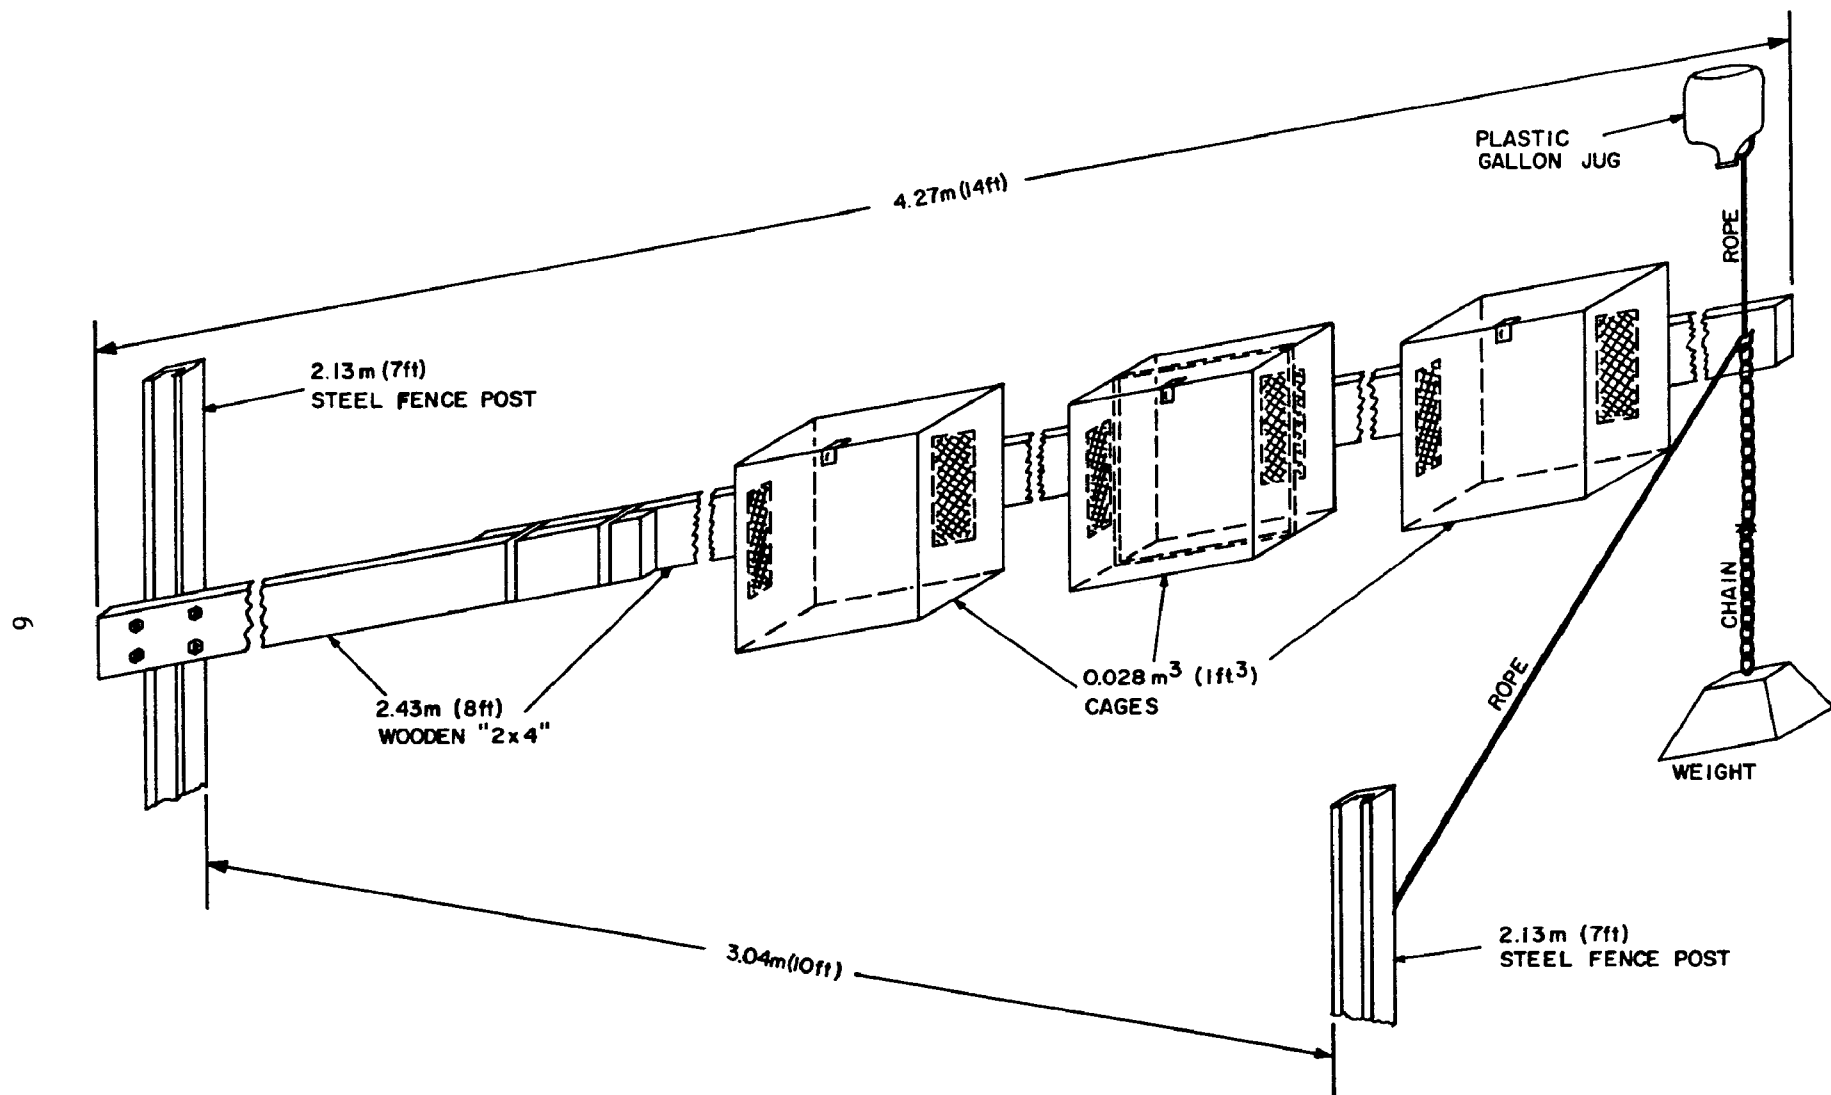 PLASTIC
GALLON JUG
4.27m (14ft)
ROPE
2.13m (7ft)
STEEL FENCE POST
CHAIN
0.028 m³ (1ft³)
CAGES
ROPE
2.43m (8ft)
WOODEN "2x4"
WEIGHT
2.13m (7ft)
STEEL FENCE POST
3.04m (10ft)
9